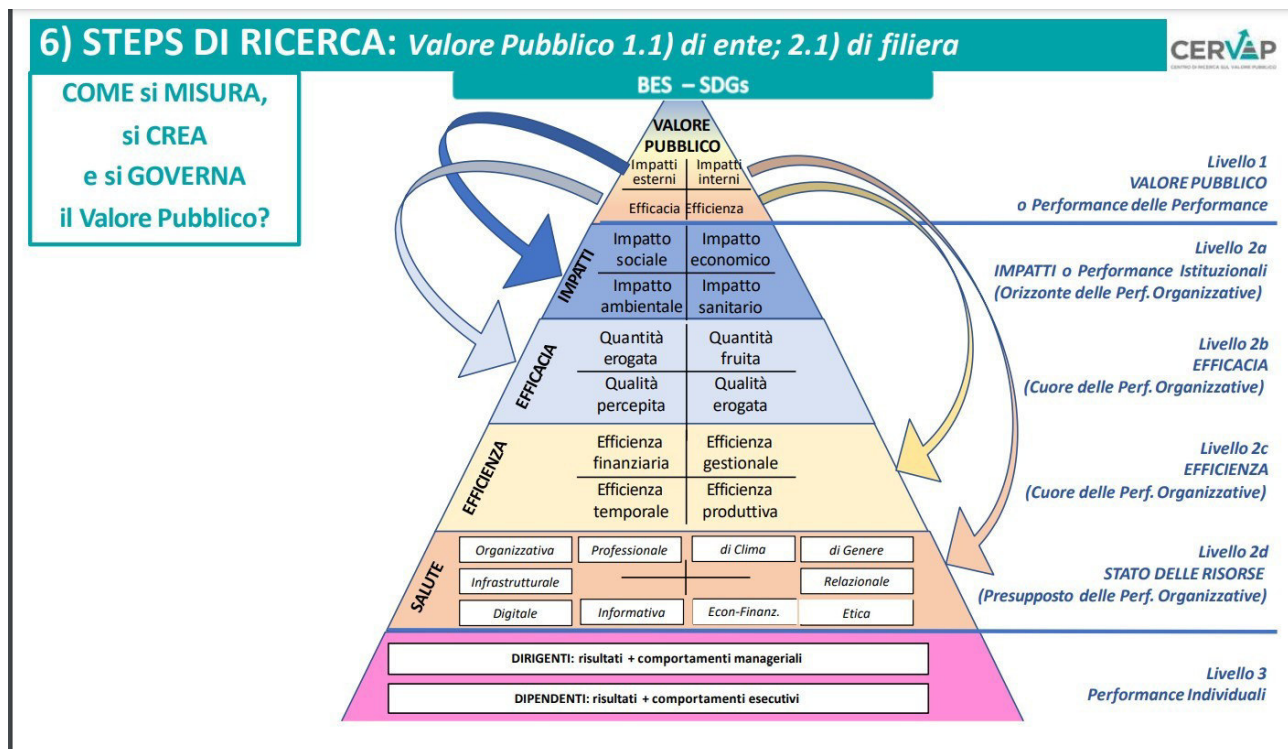 6) STEPS DI RICERCA: Valore Pubblico 1.1) di ente; 2.1) di filiera
CERVAP
CENTRO DI RICERCA SUL VALORE PUBBLICO
COME si MISURA,
si CREA
e si GOVERNA
il Valore Pubblico?
BES – SDGs
VALORE
PUBBLICO
Impatti
esterni
Impatti
interni
Efficacia
Efficienza
Livello 1
VALORE PUBBLICO
o Performance delle Performance
IMPATTI
Impatto
sociale
Impatto
economico
Impatto
ambientale
Impatto
sanitario
Livello 2a
IMPATTI o Performance Istituzionali
(Orizzonte delle Perf. Organizzative)
EFFICACIA
Quantità
erogata
Quantità
fruita
Qualità
percepita
Qualità
erogata
Livello 2b
EFFICACIA
(Cuore delle Perf. Organizzative)
EFFICIENZA
Efficienza
finanziaria
Efficienza
gestionale
Efficienza
temporale
Efficienza
produttiva
Livello 2c
EFFICIENZA
(Cuore delle Perf. Organizzative)
SALUTE
Organizzativa
Professionale
di Clima
di Genere
Infrastrutturale
Relazionale
Digitale
Informativa
Econ-Finanz.
Etica
Livello 2d
STATO DELLE RISORSE
(Presupposto delle Perf. Organizzative)
DIRIGENTI: risultati + comportamenti manageriali
DIPENDENTI: risultati + comportamenti esecutivi
Livello 3
Performance Individuali